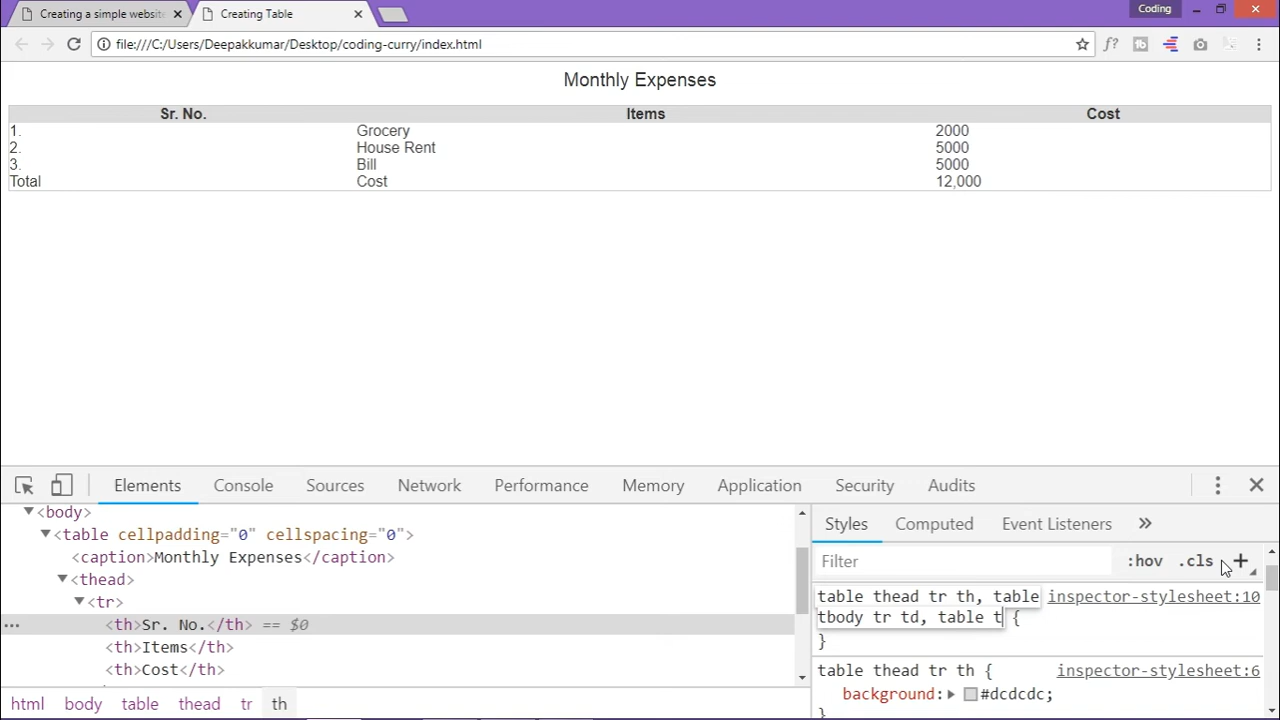 Creating a simple website
Creating Table
Coding
file:///C:/Users/Deepakkumar/Desktop/coding-curry/index.html
f?
Monthly Expenses
Sr. No. Items Cost
1. Grocery 2000
2. House Rent 5000
3. Bill 5000
Total Cost 12,000
Elements Console Sources Network Performance Memory Application Security Audits
<body>
<table cellpadding="0" cellspacing="0">
<caption>Monthly Expenses</caption>
<thead>
<tr>
... <th>Sr. No.</th> == $0
<th>Items</th>
<th>Cost</th>
html body table thead tr th
Styles Computed Event Listeners »
Filter :hov .cls +
table thead tr th, table inspector-stylesheet:10
tbody tr td, table t {
}
table thead tr th { inspector-stylesheet:6
background: #dcdcdc;
}